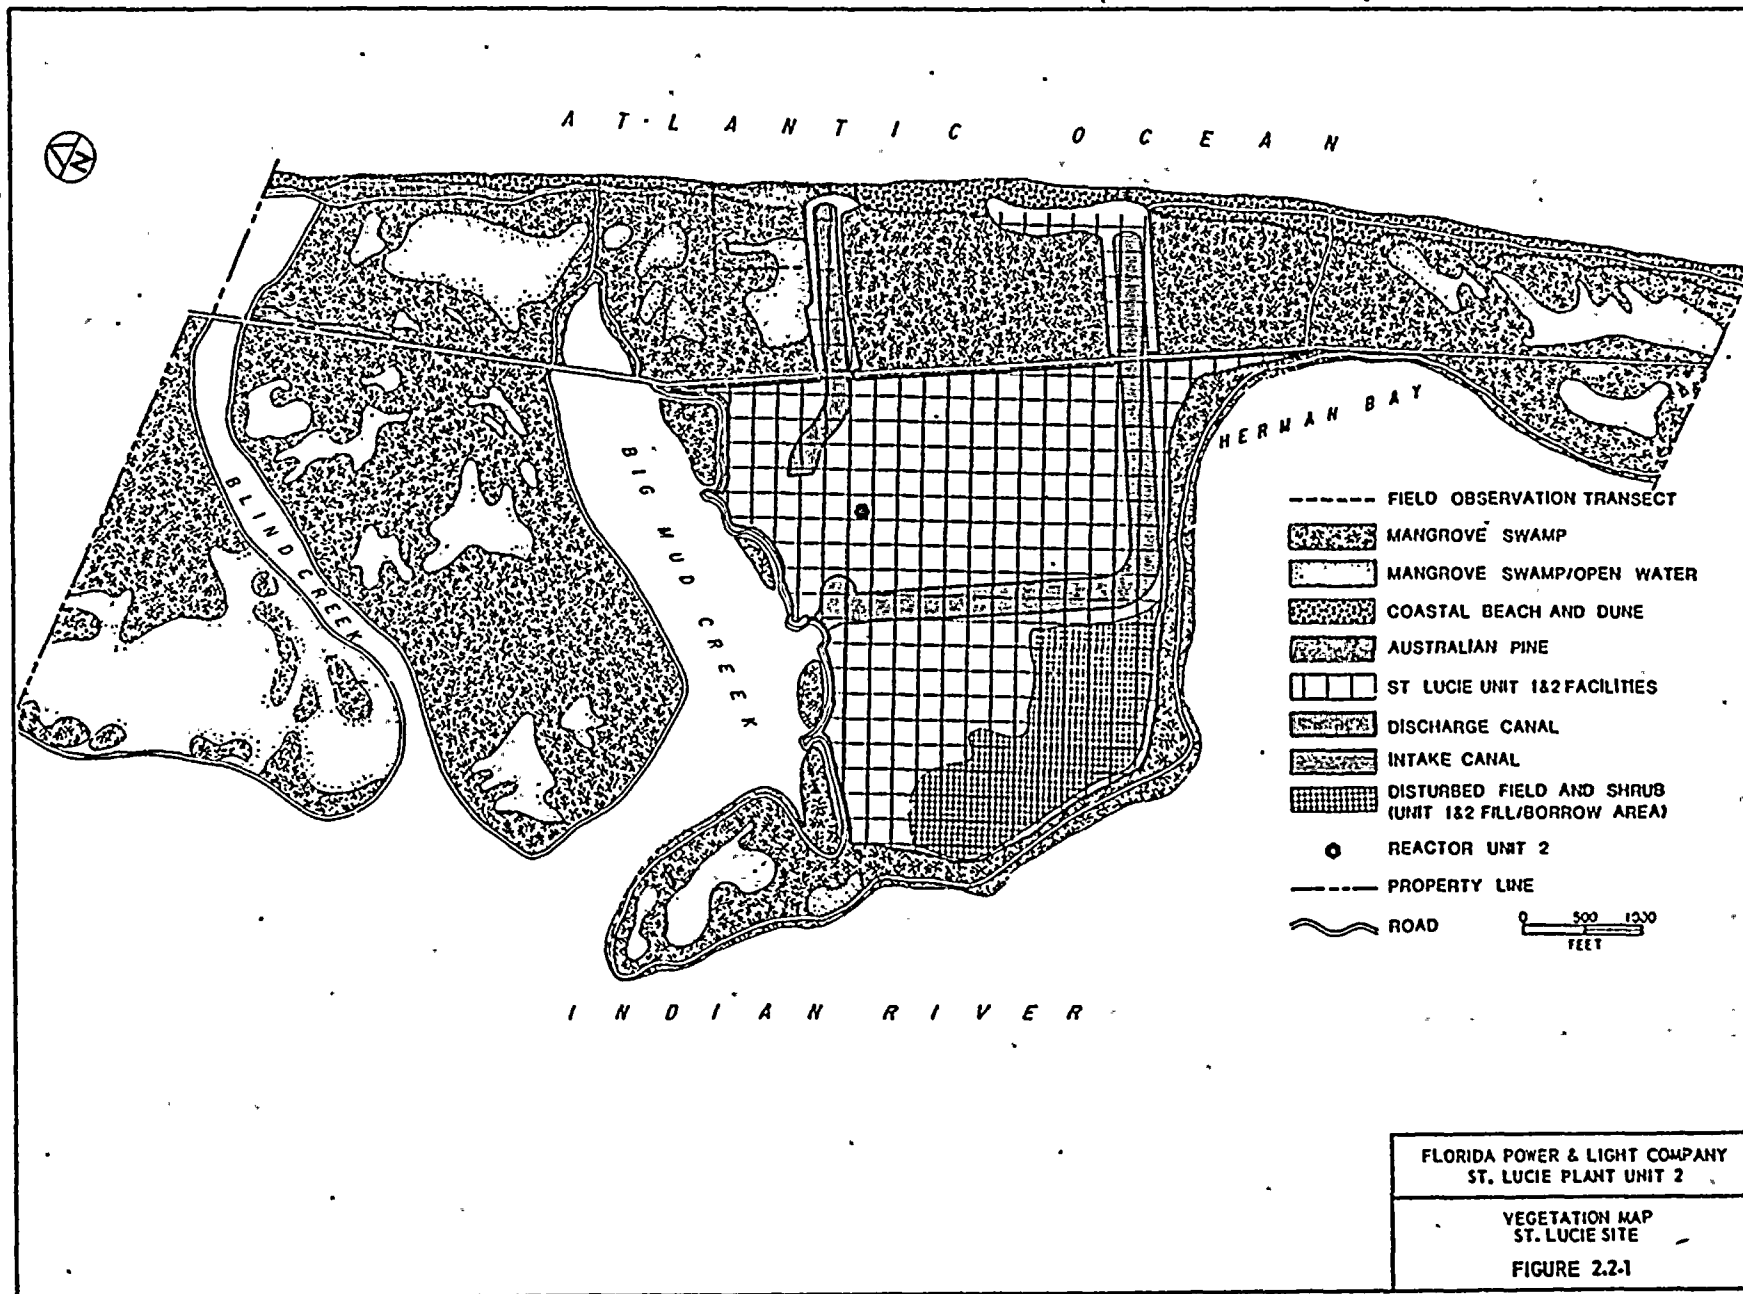 ATLANTIC OCEAN
N
HERMAN BAY
BIG MUD CREEK
BLIND CREEK
FIELD OBSERVATION TRANSECT
MANGROVE SWAMP
MANGROVE SWAMP/OPEN WATER
COASTAL BEACH AND DUNE
AUSTRALIAN PINE
ST LUCIE UNIT 1&2 FACILITIES
DISCHARGE CANAL
INTAKE CANAL
DISTURBED FIELD AND SHRUB
(UNIT 1&2 FILL/BORROW AREA)
REACTOR UNIT 2
PROPERTY LINE
ROAD
0 500 1000
FEET
INDIAN RIVER
FLORIDA POWER & LIGHT COMPANY
ST. LUCIE PLANT UNIT 2
VEGETATION MAP
ST. LUCIE SITE
FIGURE 2.2-1